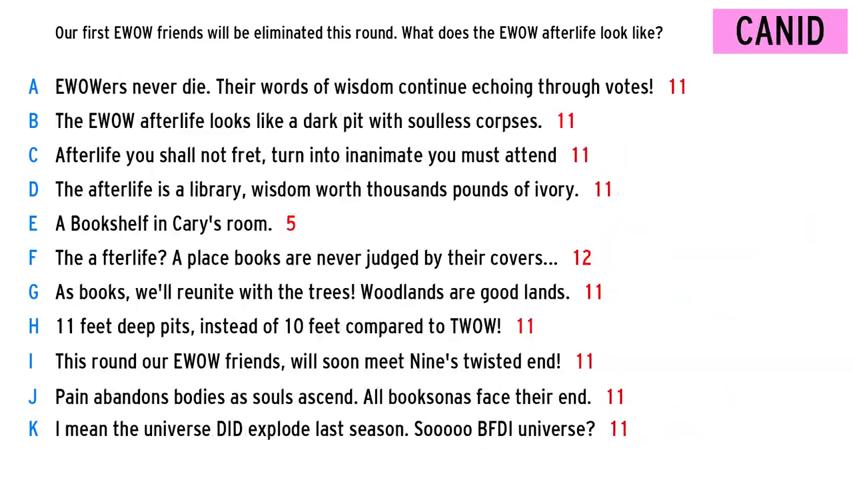 Our first EWOW friends will be eliminated this round. What does the EWOW afterlife look like?
CANID
A EWOWers never die. Their words of wisdom continue echoing through votes! 11
B The EWOW afterlife looks like a dark pit with soulless corpses. 11
C Afterlife you shall not fret, turn into inanimate you must attend 11
D The afterlife is a library, wisdom worth thousands pounds of ivory. 11
E A Bookshelf in Cary's room. 5
F The a fterlife? A place books are never judged by their covers... 12
G As books, we'll reunite with the trees! Woodlands are good lands. 11
H 11 feet deep pits, instead of 10 feet compared to TWOW! 11
I This round our EWOW friends, will soon meet Nine's twisted end! 11
J Pain abandons bodies as souls ascend. All booksonas face their end. 11
K I mean the universe DID explode last season. Sooooo BFDI universe? 11